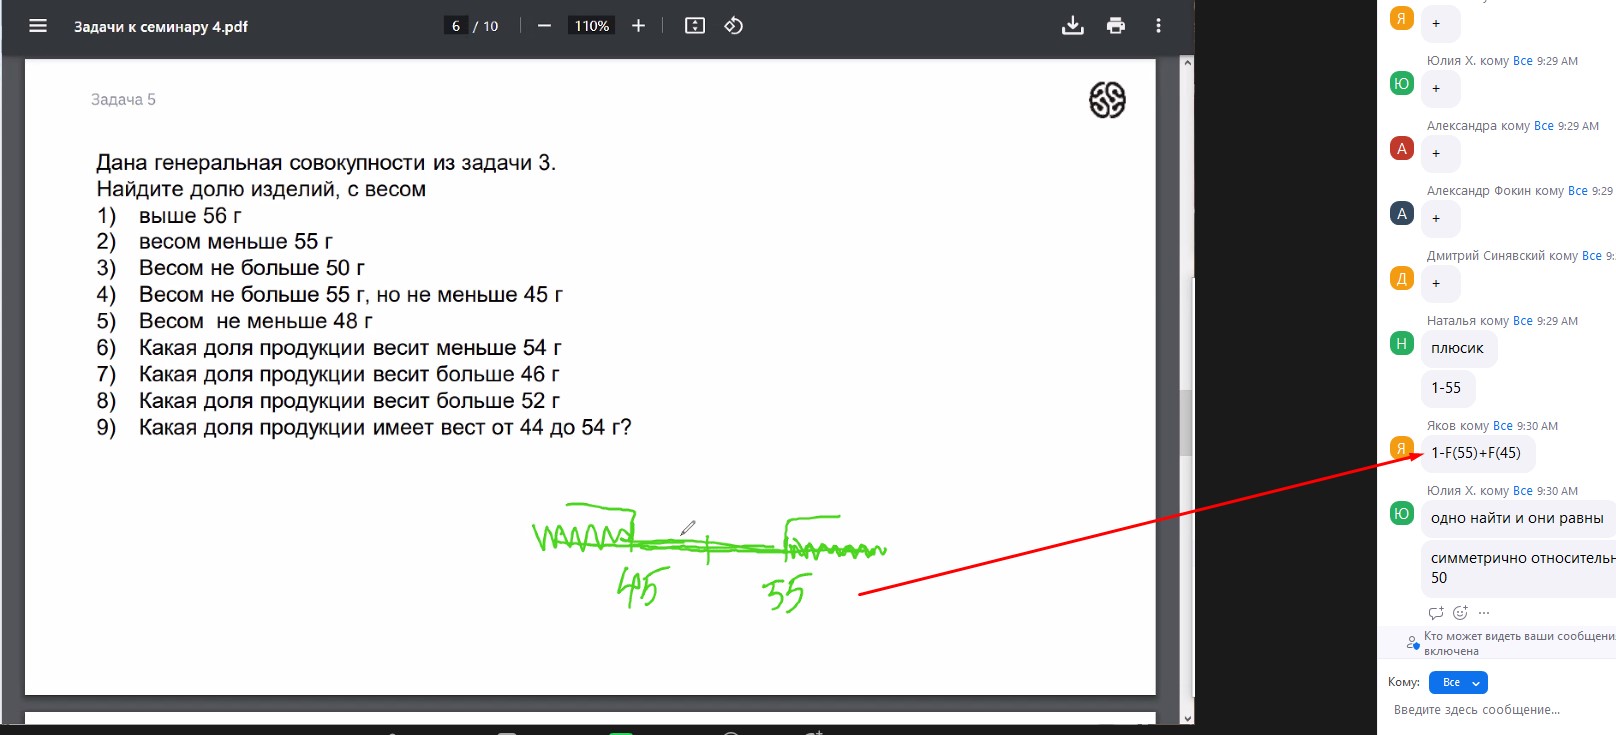 Задачи к семинару 4.pdf
6 / 10
110%
Задача 5
Дана генеральная совокупности из задачи 3.
Найдите долю изделий, с весом
1) выше 56 г
2) весом меньше 55 г
3) Весом не больше 50 г
4) Весом не больше 55 г, но не меньше 45 г
5) Весом не меньше 48 г
6) Какая доля продукции весит меньше 54 г
7) Какая доля продукции весит больше 46 г
8) Какая доля продукции весит больше 52 г
9) Какая доля продукции имеет вест от 44 до 54 г?
45 55
Я
+
Юлия Х. кому Все 9:29 AM
Ю
+
Александра кому Все 9:29 AM
А
+
Александр Фокин кому Все 9:29
А
+
Дмитрий Синявский кому Все 9:
Д
+
Наталья кому Все 9:29 AM
Н
плюсик
1-55
Яков кому Все 9:30 AM
Я
1-F(55)+F(45)
Юлия Х. кому Все 9:30 AM
Ю
одно найти и они равны
симметрично относительн
50
Кто может видеть ваши сообщени
включена
Кому: Все
Введите здесь сообщение...